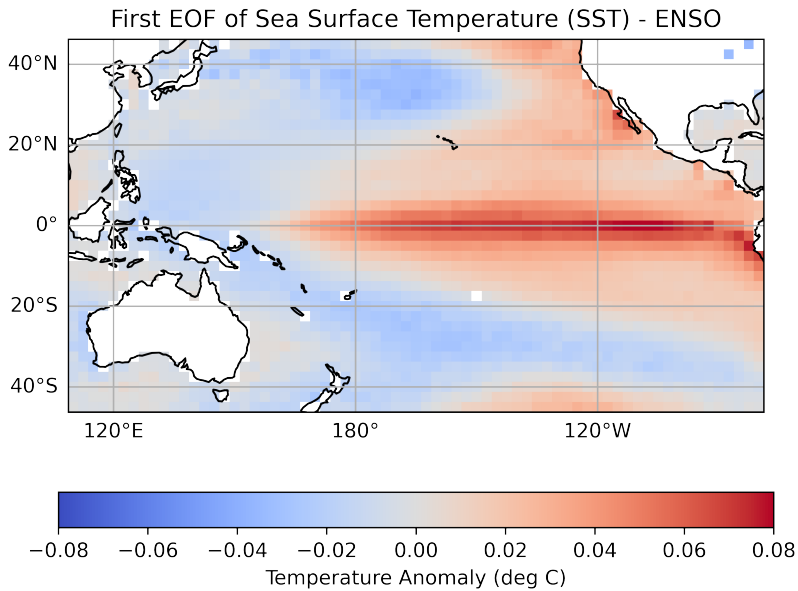 First EOF of Sea Surface Temperature (SST) - ENSO
40°N
20°N
0°
20°S
40°S
120°E 180° 120°W
−0.08 −0.06 −0.04 −0.02 0.00 0.02 0.04 0.06 0.08
Temperature Anomaly (deg C)